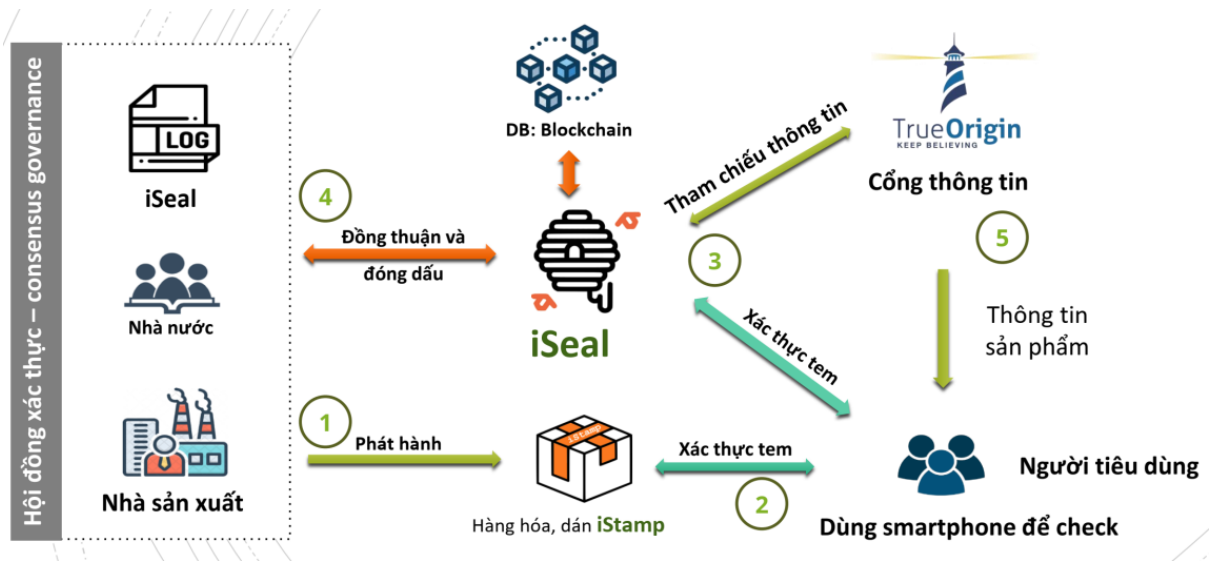 Hội đồng xác thực – consensus governance
LOG
iSeal
Nhà nước
Nhà sản xuất
DB: Blockchain
4
Đồng thuận và
đóng dấu
iSeal
1
Phát hành
iStamp
Hàng hóa, dán iStamp
Xác thực tem
2
Tham chiếu thông tin
3
Xác thực tem
TrueOrigin
KEEP BELIEVING
Cổng thông tin
5
Thông tin
sản phẩm
Người tiêu dùng
Dùng smartphone để check